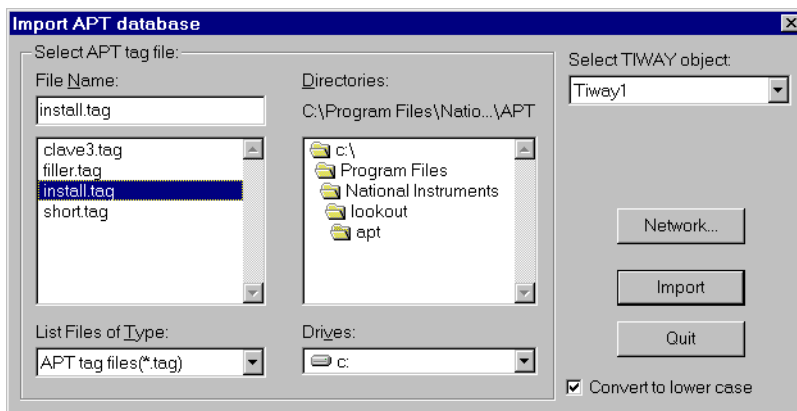 Import APT database
Select APT tag file:
File Name:
install.tag
clave3.tag
filler.tag
install.tag
short.tag
List Files of Type:
APT tag files(*.tag)
Directories:
C:\Program Files\Natio...\APT
c:\
Program Files
National Instruments
lookout
apt
Drives:
c:
Select TIWAY object:
Tiway1
Network...
Import
Quit
Convert to lower case